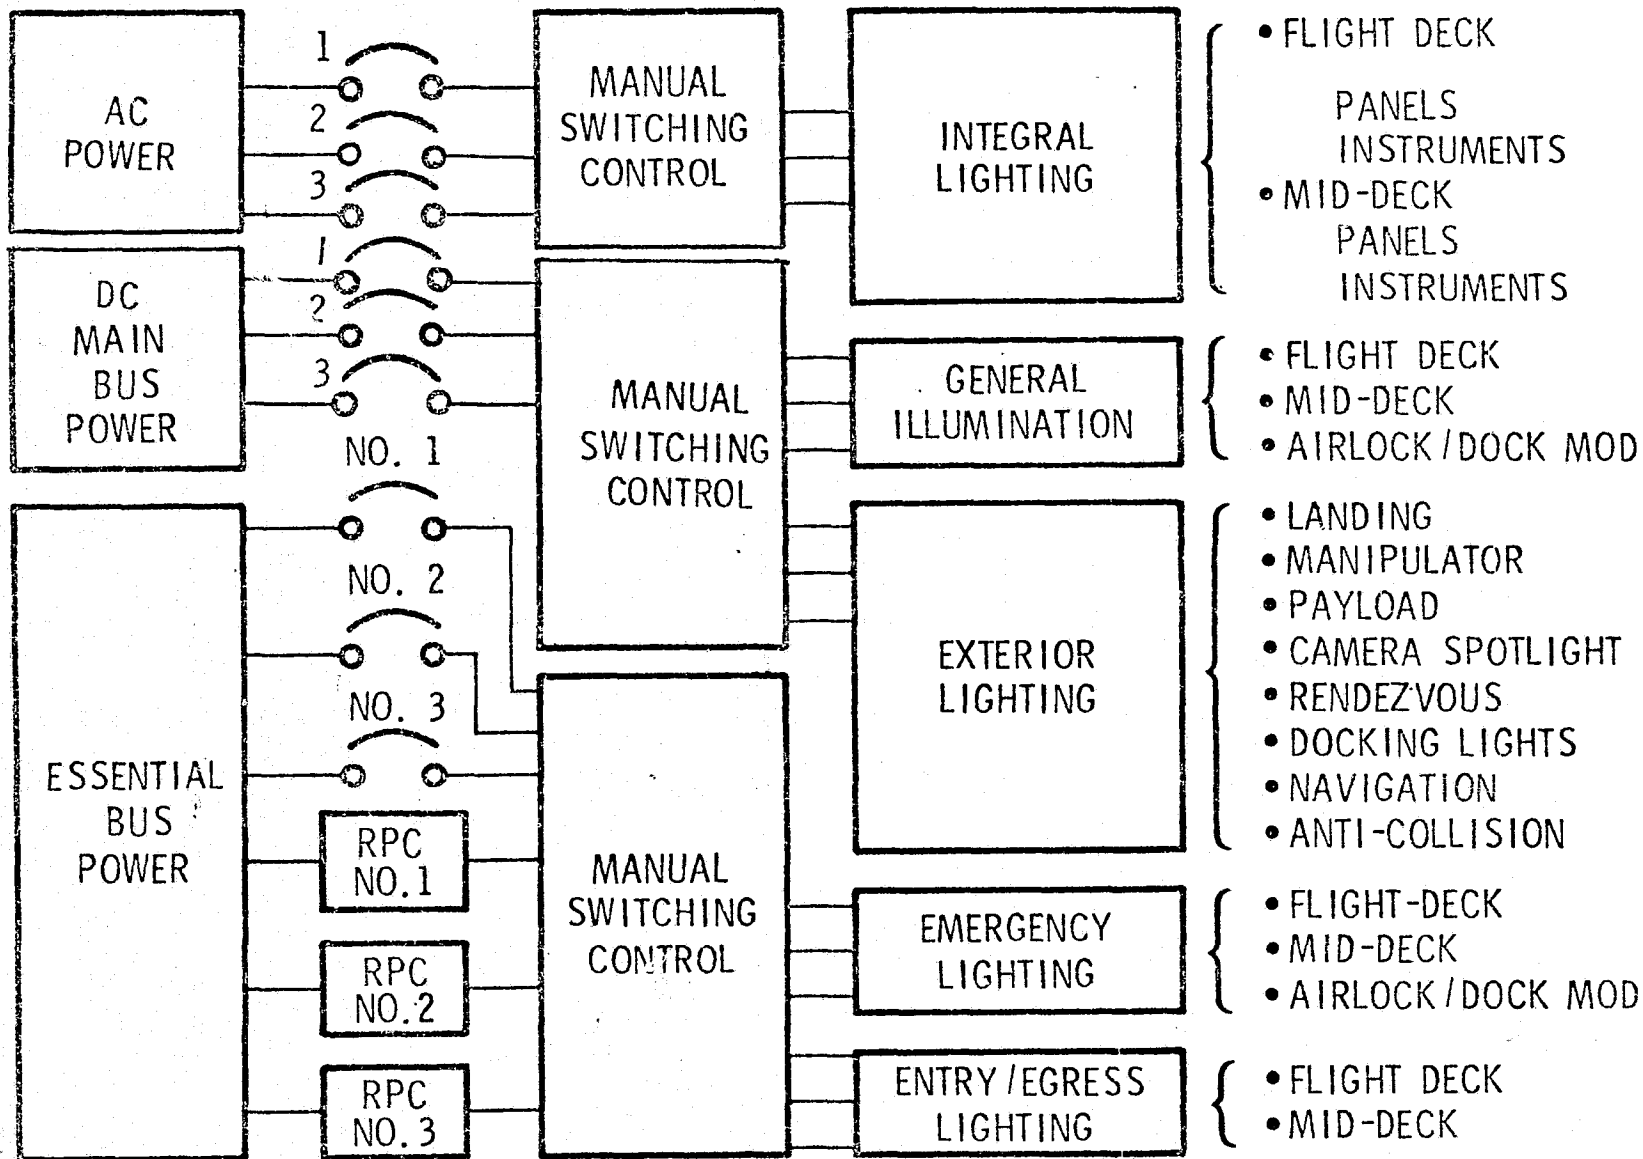 AC
POWER
DC
MAIN
BUS
POWER
ESSENTIAL
BUS
POWER
1
2
3
1
2
3
NO. 1
NO. 2
NO. 3
RPC
NO. 1
RPC
NO. 2
RPC
NO. 3
MANUAL
SWITCHING
CONTROL
MANUAL
SWITCHING
CONTROL
MANUAL
SWITCHING
CONTROL
INTEGRAL
LIGHTING
GENERAL
ILLUMINATION
EXTERIOR
LIGHTING
EMERGENCY
LIGHTING
ENTRY/EGRESS
LIGHTING
• FLIGHT DECK
PANELS
INSTRUMENTS
• MID-DECK
PANELS
INSTRUMENTS
• FLIGHT DECK
• MID-DECK
• AIRLOCK/DOCK MOD
• LANDING
• MANIPULATOR
• PAYLOAD
• CAMERA SPOTLIGHT
• RENDEZVOUS
• DOCKING LIGHTS
• NAVIGATION
• ANTI-COLLISION
• FLIGHT-DECK
• MID-DECK
• AIRLOCK/DOCK MOD
• FLIGHT DECK
• MID-DECK